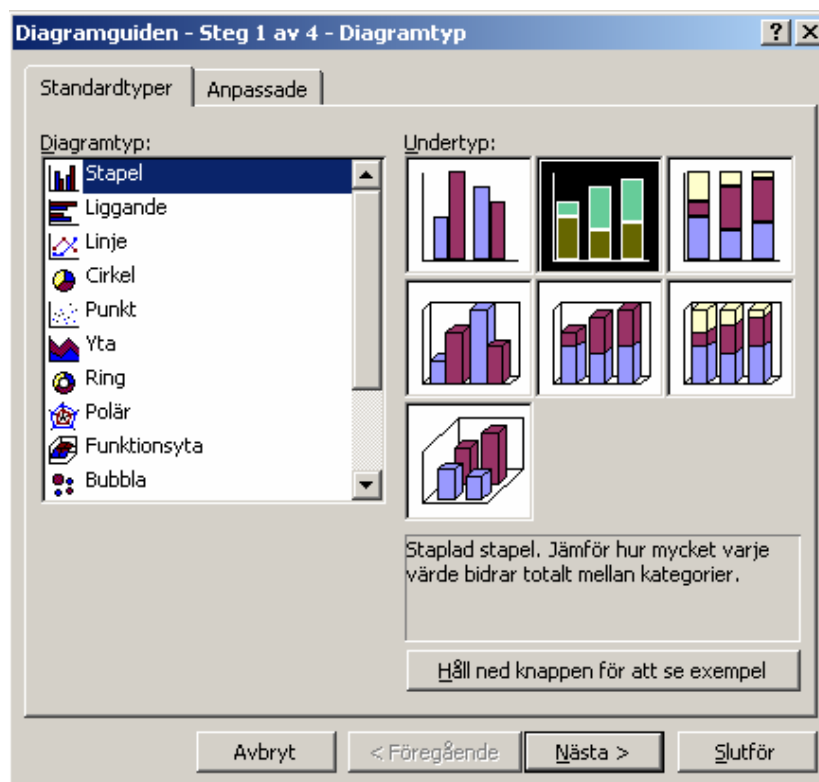 Diagramguiden - Steg 1 av 4 - Diagramtyp
Standardtyper
Anpassade
Diagramtyp:
Stapel
Liggande
Linje
Cirkel
Punkt
Yta
Ring
Polär
Funktionsyta
Bubbla
Undertyp:
Staplad stapel. Jämför hur mycket varje
värde bidrar totalt mellan kategorier.
Håll ned knappen för att se exempel
Avbryt
< Föregående
Nästa >
Slutför